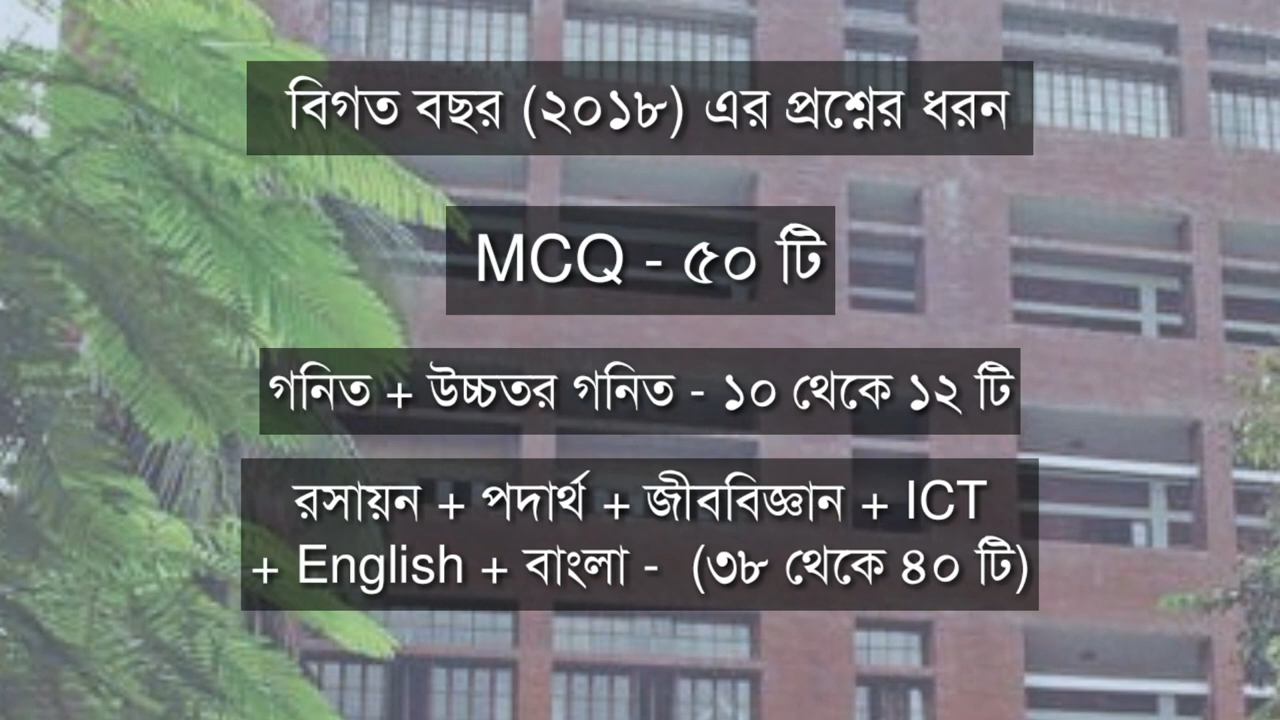 বিগত বছর (২০১৮) এর প্রশ্নের ধরন
MCQ - ৫০ টি
গনিত + উচ্চতর গনিত - ১০ থেকে ১২ টি
রসায়ন + পদার্থ + জীববিজ্ঞান + ICT
+ English + বাংলা - (৩৮ থেকে ৪০ টি)